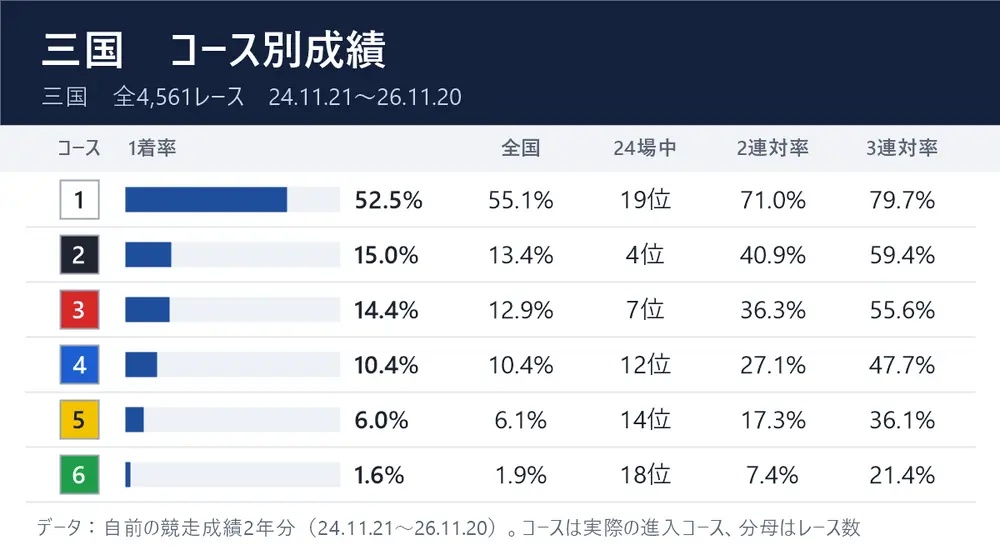 三国　コース別成績
三国　全4,561レース　24.11.21～26.11.20
コース 1着率 全国 24場中 2連対率 3連対率
1 52.5% 55.1% 19位 71.0% 79.7%
2 15.0% 13.4% 4位 40.9% 59.4%
3 14.4% 12.9% 7位 36.3% 55.6%
4 10.4% 10.4% 12位 27.1% 47.7%
5 6.0% 6.1% 14位 17.3% 36.1%
6 1.6% 1.9% 18位 7.4% 21.4%
データ：自前の競走成績2年分（24.11.21～26.11.20）。コースは実際の進入コース、分母はレース数